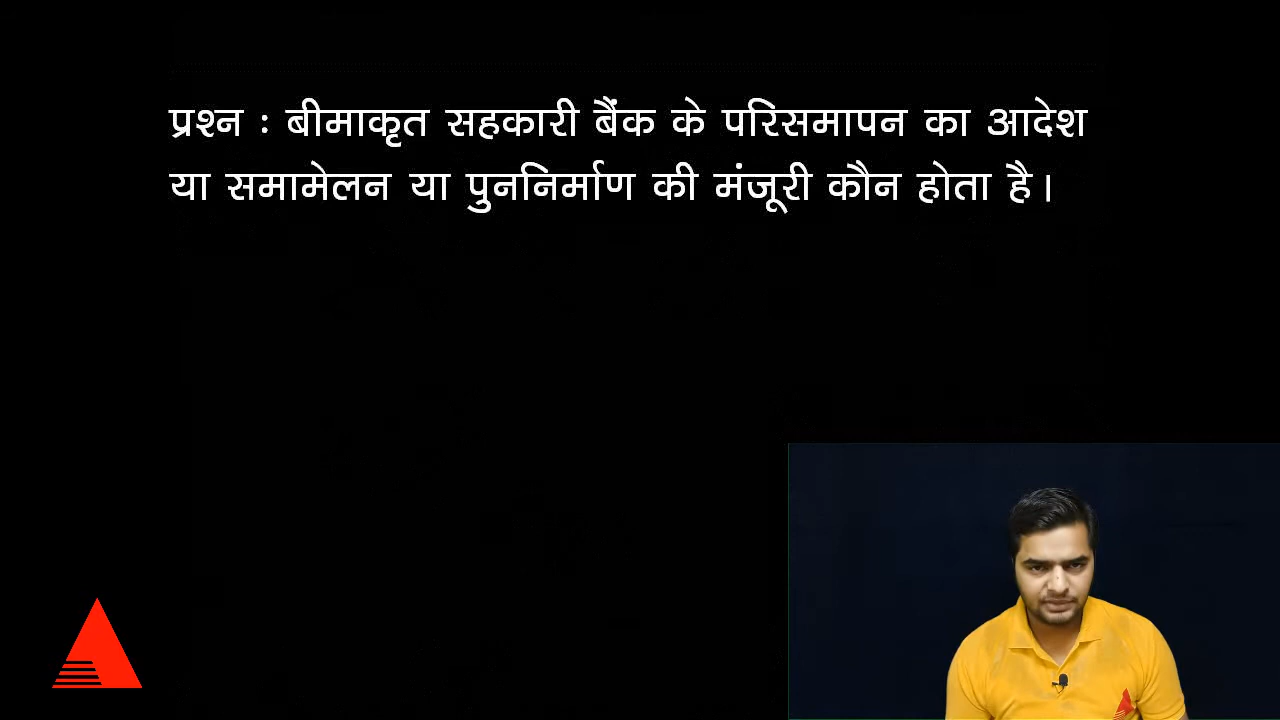 प्रश्न : बीमाकृत सहकारी बैंक के परिसमापन का आदेश
या समामेलन या पुननिर्माण की मंजूरी कौन होता है।